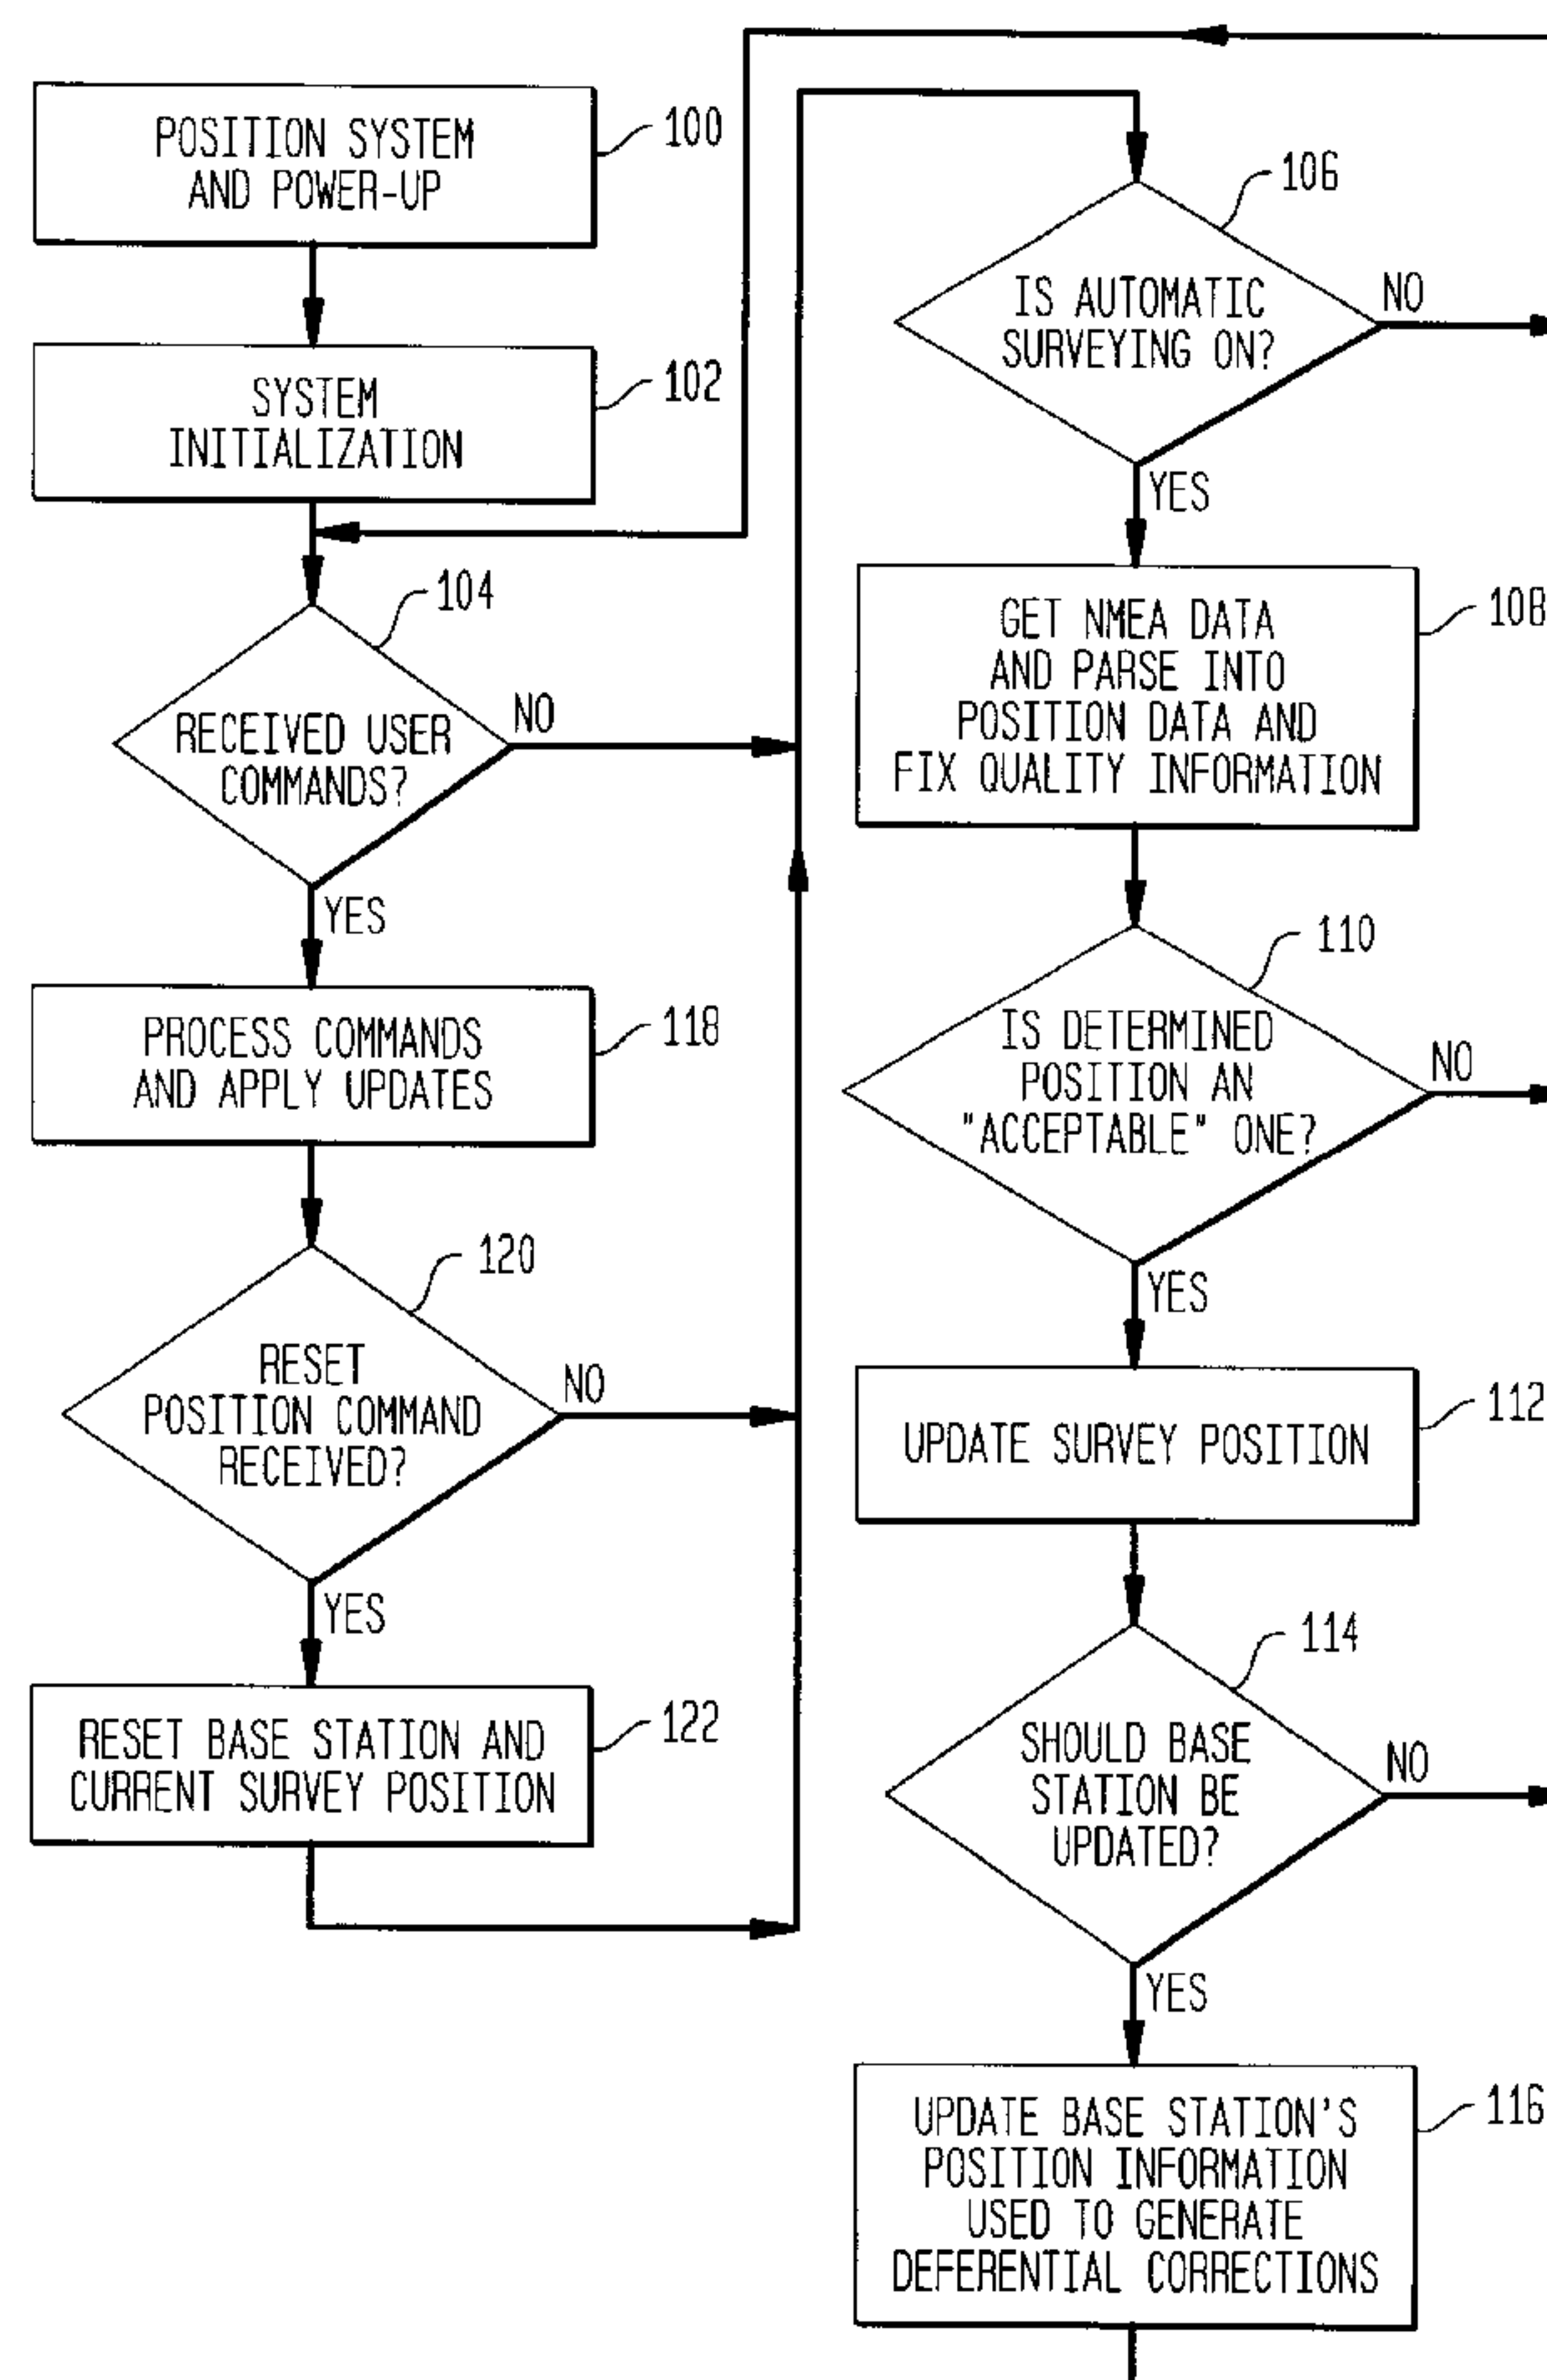 POSITION SYSTEM
AND POWER-UP
100
SYSTEM
INITIALIZATION
102
104
RECEIVED USER
COMMANDS?
NO
YES
PROCESS COMMANDS
AND APPLY UPDATES
118
120
RESET
POSITION COMMAND
RECEIVED?
NO
YES
RESET BASE STATION AND
CURRENT SURVEY POSITION
122
106
IS AUTOMATIC
SURVEYING ON?
NO
YES
GET NMEA DATA
AND PARSE INTO
POSITION DATA AND
FIX QUALITY INFORMATION
108
110
IS DETERMINED
POSITION AN
"ACCEPTABLE" ONE?
NO
YES
UPDATE SURVEY POSITION
112
114
SHOULD BASE
STATION BE
UPDATED?
NO
YES
UPDATE BASE STATION'S
POSITION INFORMATION
USED TO GENERATE
DEFERENTIAL CORRECTIONS
116